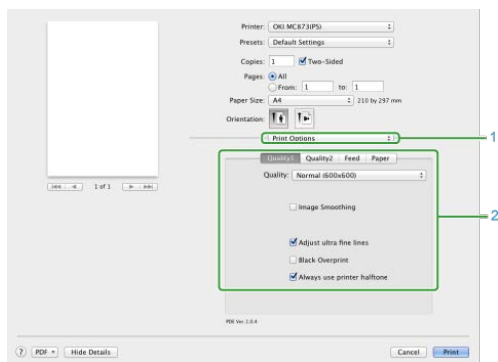 Printer: OKI MC873(PS)
Presets: Default Settings
Copies: 1 Two-Sided
Pages: All
From: 1 to: 1
Paper Size: A4 210 by 297 mm
Orientation:
Print Options 1
Quality1 Quality2 Feed Paper
Quality: Normal (600x600)
1 of 1
Image Smoothing
2
Adjust ultra fine lines
Black Overprint
Always use printer halftone
PDE Ver.2.0.4
? PDF Hide Details Cancel Print